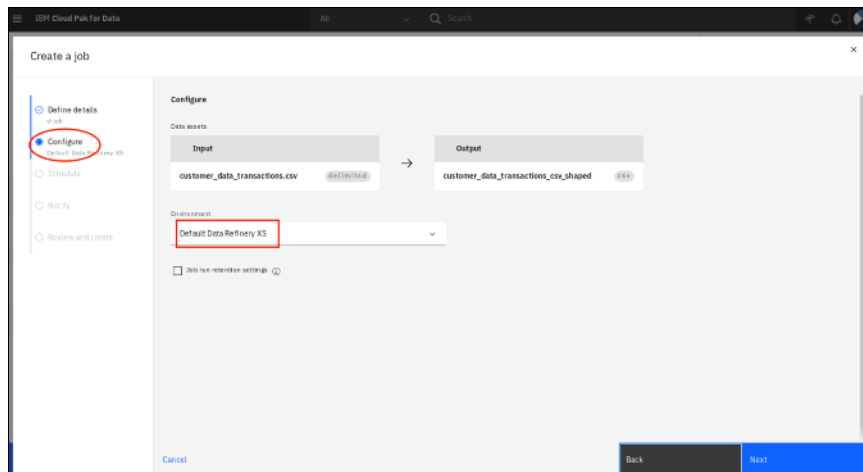 IBM Cloud Pak for Data
All
Search
Create a job
Define details
Configure
Default Data Refinery XS
Schedule
Notify
Review and create
Configure
Data assets
Input
Output
customer_data_transactions.csv
delimited
customer_data_transactions_csv_shaped
csv
Environment
Default Data Refinery XS
Job run retention settings
Cancel
Back
Next